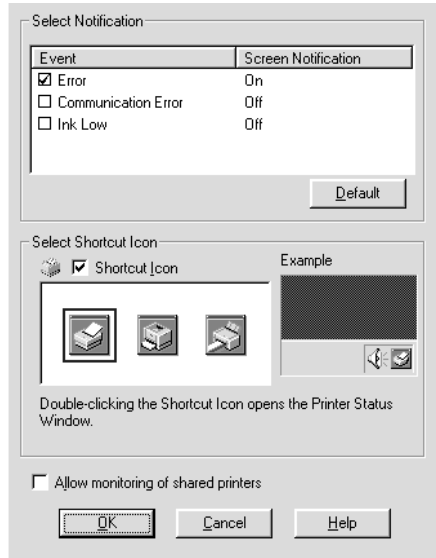 Select Notification
Event Screen Notification
Error On
Communication Error Off
Ink Low Off
Default
Select Shortcut Icon
Shortcut Icon
Example
Double-clicking the Shortcut Icon opens the Printer Status
Window.
Allow monitoring of shared printers
OK Cancel Help